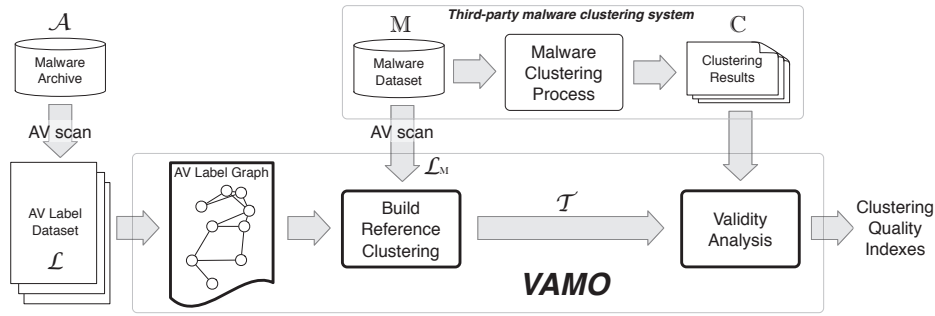 Third-party malware clustering system
𝒜
Malware
Archive
AV scan
AV Label
Dataset
ℒ
𝕄
Malware
Dataset
Malware
Clustering
Process
ℂ
Clustering
Results
AV scan
ℒ𝕄
AV Label Graph
Build
Reference
Clustering
𝒯
Validity
Analysis
VAMO
Clustering
Quality
Indexes